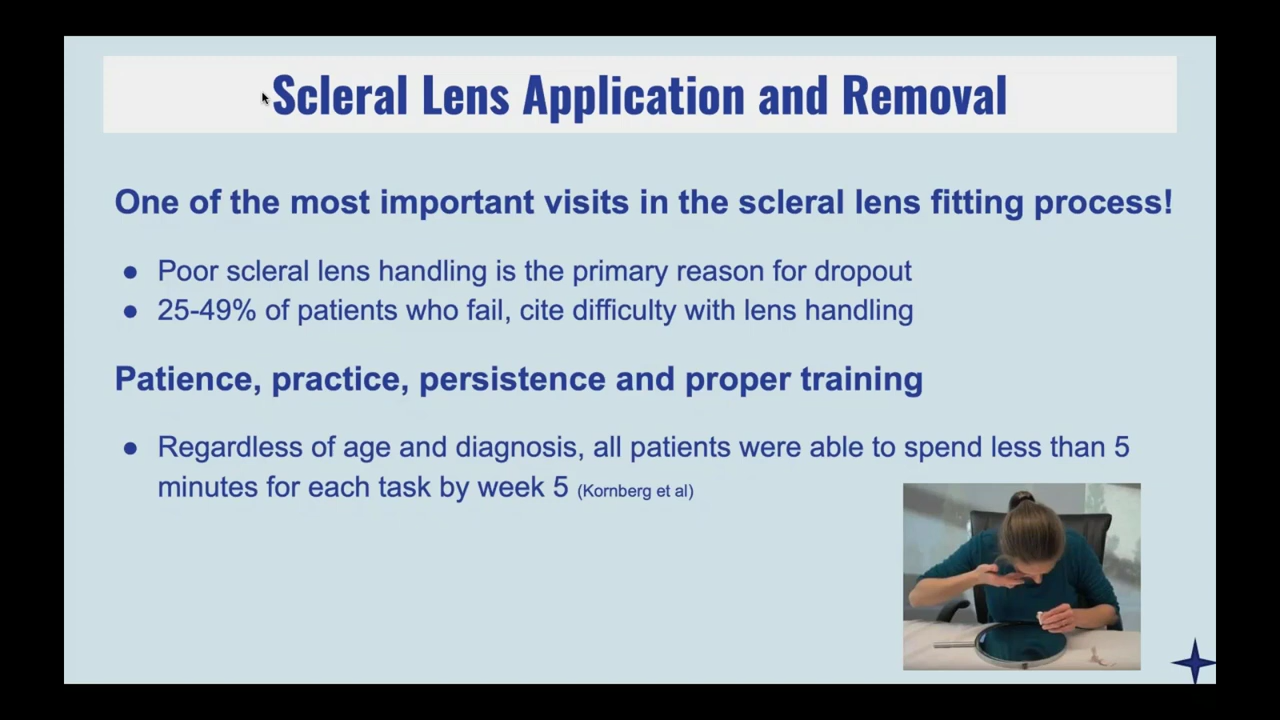 Scleral Lens Application and Removal
One of the most important visits in the scleral lens fitting process!
● Poor scleral lens handling is the primary reason for dropout
● 25-49% of patients who fail, cite difficulty with lens handling
Patience, practice, persistence and proper training
● Regardless of age and diagnosis, all patients were able to spend less than 5
minutes for each task by week 5 (Kornberg et al)